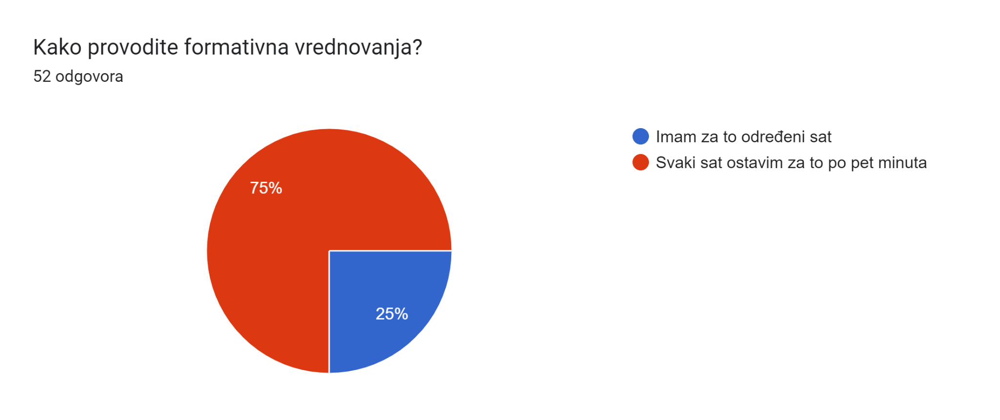 Kako provodite formativna vrednovanja?
52 odgovora
Imam za to određeni sat
Svaki sat ostavim za to po pet minuta
75%
25%